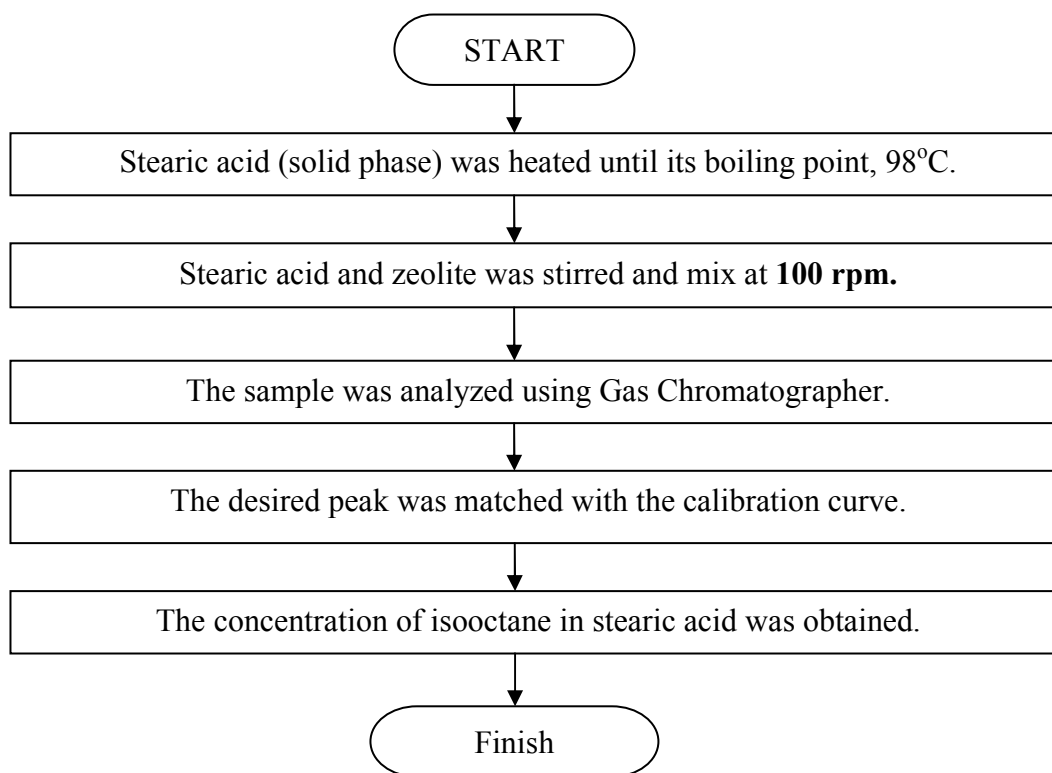 START
Stearic acid (solid phase) was heated until its boiling point, 98°C.
Stearic acid and zeolite was stirred and mix at 100 rpm.
The sample was analyzed using Gas Chromatographer.
The desired peak was matched with the calibration curve.
The concentration of isooctane in stearic acid was obtained.
Finish